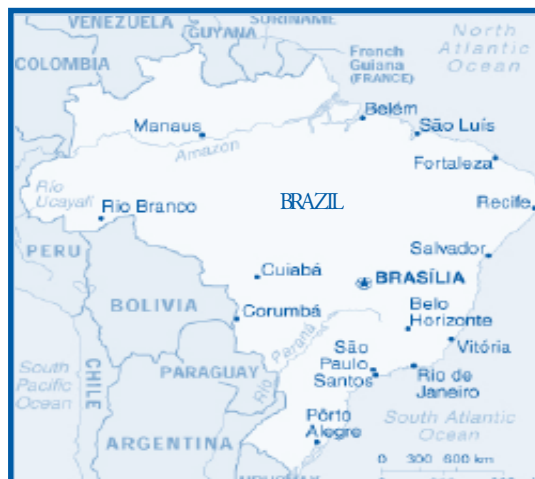 VENEZUELA
SURINAME
GUYANA
North
Atlantic
Ocean
COLOMBIA
French
Guiana
(FRANCE)
Belém
Manaus
São Luís
Amazon
Fortaleza
Río
Ucayali
Rio Branco
BRAZIL
Recife
PERU
Salvador
Cuiabá
BRASÍLIA
BOLIVIA
Corumbá
Belo
Horizonte
Paraná
Rio
São
Paulo
Vitória
South
Pacific
Ocean
CHILE
PARAGUAY
Santos
Rio de
Janeiro
Pôrto
Alegre
South Atlantic
Ocean
ARGENTINA
0 300 600 km